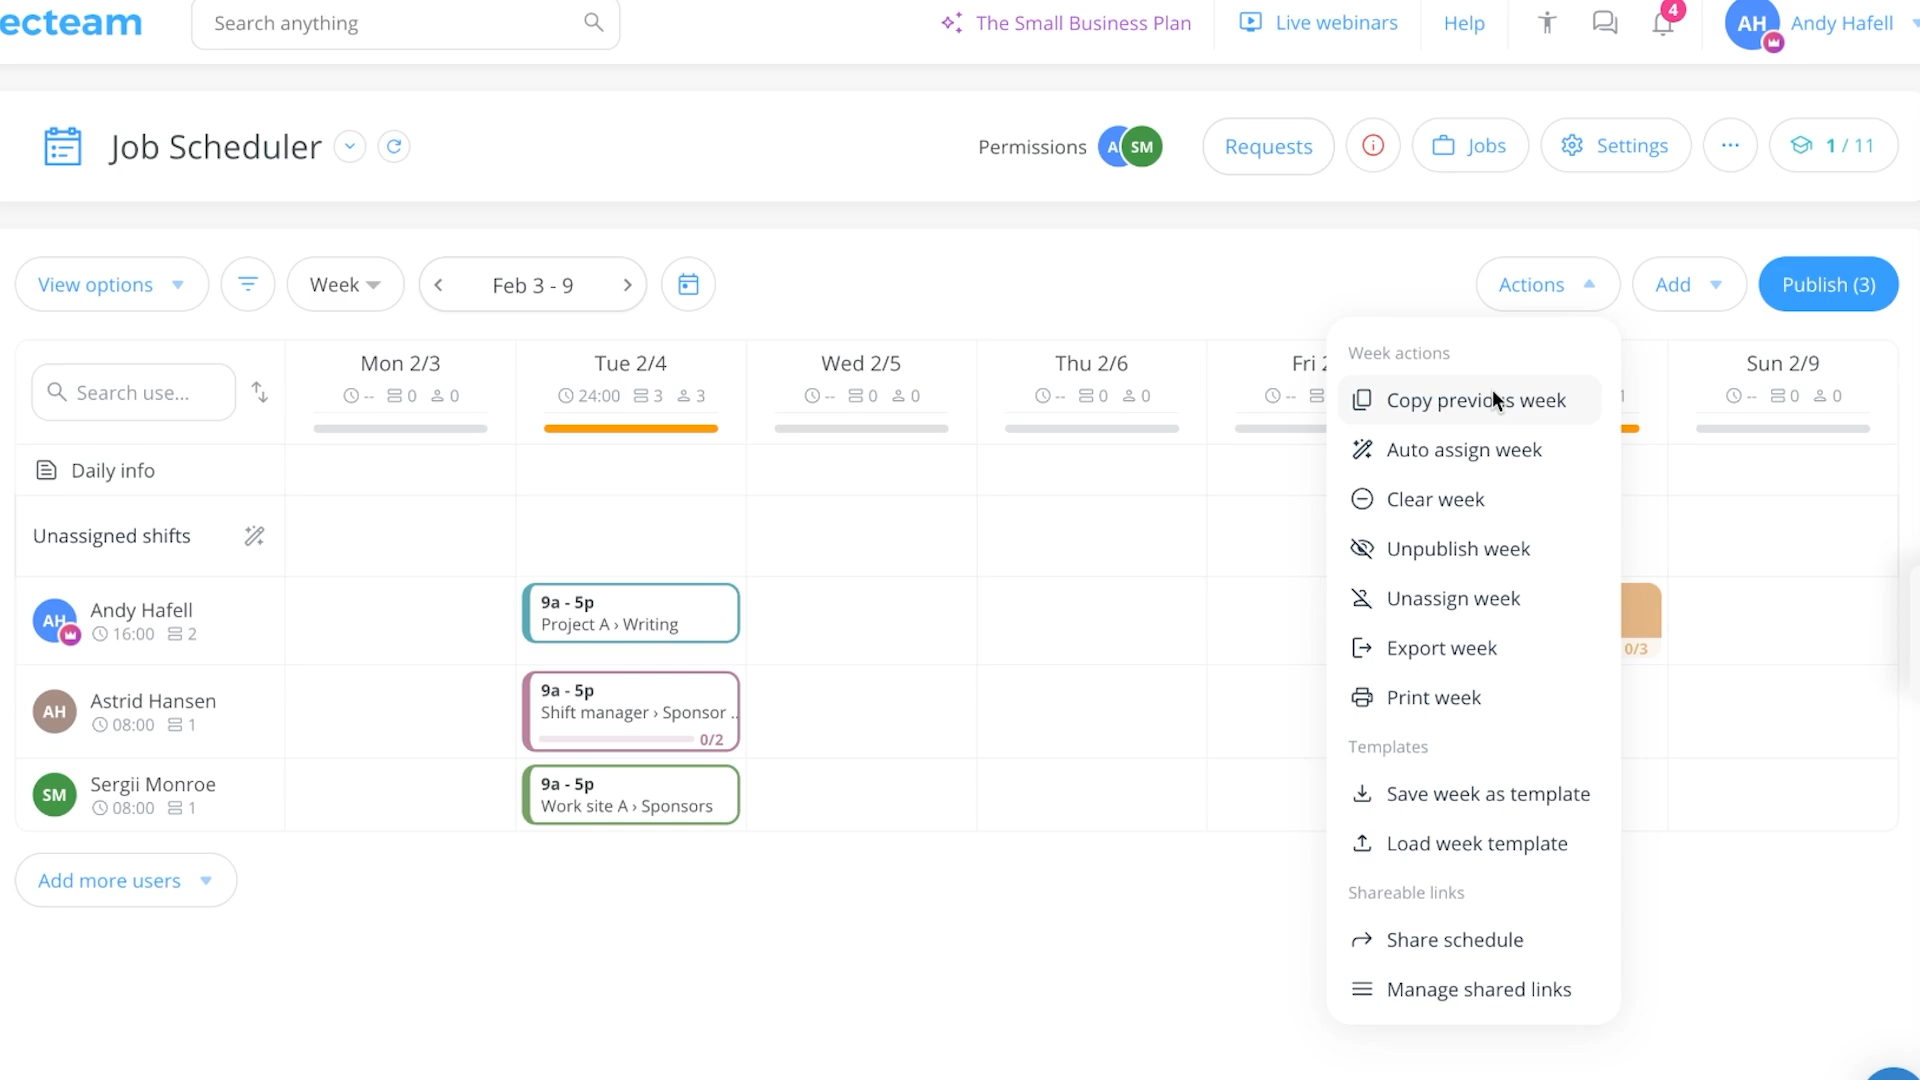 ecteam
Search anything
The Small Business Plan
Live webinars
Help
4
AH
Andy Hafell
Job Scheduler
Permissions
A
SM
Requests
Jobs
Settings
1 / 11
View options
Week
Feb 3 - 9
Actions
Add
Publish (3)
Search use...
Mon 2/3
-- 0 0
Tue 2/4
24:00 3 3
Wed 2/5
-- 0 0
Thu 2/6
-- 0 0
Fri 2
--
1
Sun 2/9
-- 0 0
Daily info
Unassigned shifts
AH
Andy Hafell
16:00 2
9a - 5p
Project A › Writing
0/3
AH
Astrid Hansen
08:00 1
9a - 5p
Shift manager › Sponsor ..
0/2
SM
Sergii Monroe
08:00 1
9a - 5p
Work site A › Sponsors
Add more users
Week actions
Copy previous week
Auto assign week
Clear week
Unpublish week
Unassign week
Export week
Print week
Templates
Save week as template
Load week template
Shareable links
Share schedule
Manage shared links